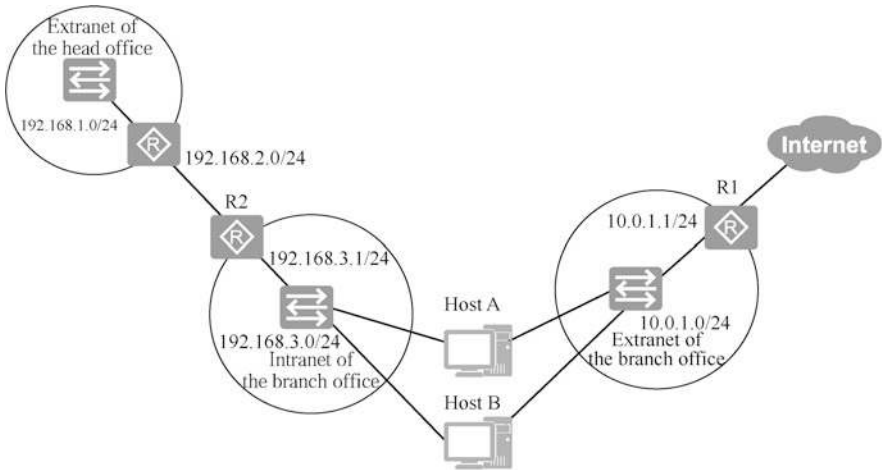 Extranet of
the head office
192.168.1.0/24
R
192.168.2.0/24
R2
R
192.168.3.1/24
192.168.3.0/24
Intranet of
the branch office
Host A
Host B
Internet
R1
10.0.1.1/24
R
10.0.1.0/24
Extranet of
the branch office